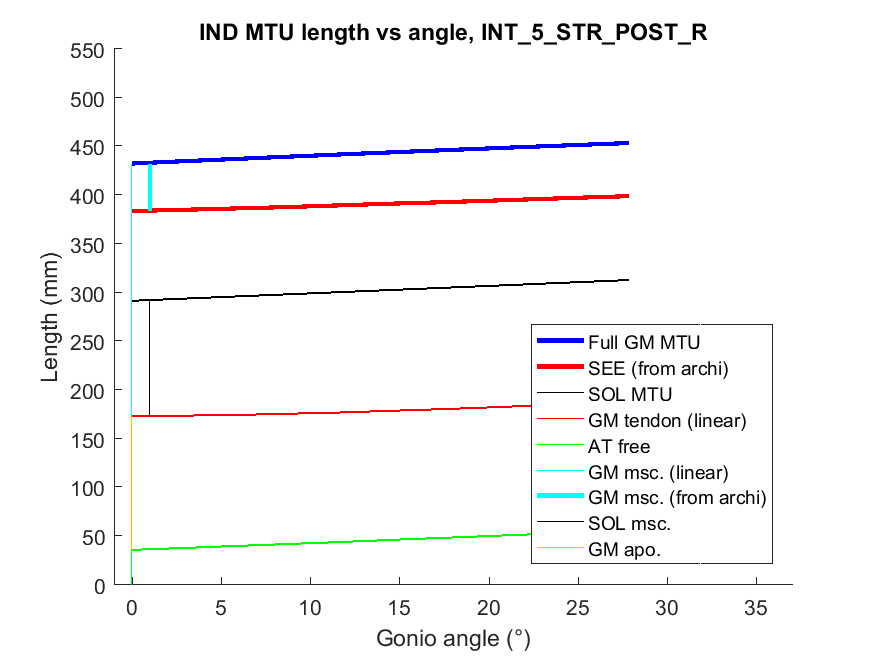 IND MTU length vs angle, INT_5_STR_POST_R
550
500
450
400
350
300
250
200
150
100
50
0
Length (mm)
0 5 10 15 20 25 30 35
Gonio angle (°)
Full GM MTU
SEE (from archi)
SOL MTU
GM tendon (linear)
AT free
GM msc. (linear)
GM msc. (from archi)
SOL msc.
GM apo.